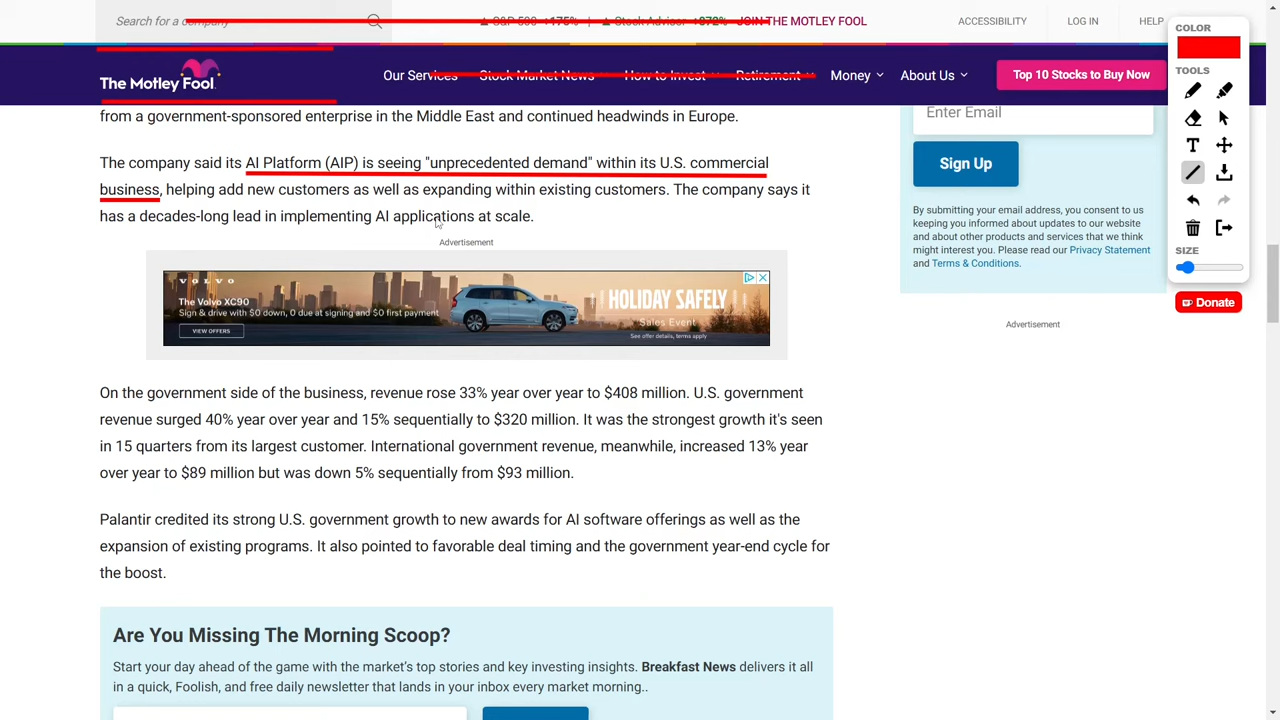 Search for a company
S&P 500 +175% | Stock Advisor +872% JOIN THE MOTLEY FOOL
ACCESSIBILITY LOG IN HELP
The Motley Fool
Our Services Stock Market News How to Invest Retirement Money About Us
Top 10 Stocks to Buy Now
from a government-sponsored enterprise in the Middle East and continued headwinds in Europe.
The company said its AI Platform (AIP) is seeing "unprecedented demand" within its U.S. commercial
business, helping add new customers as well as expanding within existing customers. The company says it
has a decades-long lead in implementing AI applications at scale.
Advertisement
VOLVO
The Volvo XC90
Sign & drive with $0 down, 0 due at signing and $0 first payment
VIEW OFFERS
HOLIDAY SAFELY
Sales Event
See offer details, terms apply
On the government side of the business, revenue rose 33% year over year to $408 million. U.S. government
revenue surged 40% year over year and 15% sequentially to $320 million. It was the strongest growth it's seen
in 15 quarters from its largest customer. International government revenue, meanwhile, increased 13% year
over year to $89 million but was down 5% sequentially from $93 million.
Palantir credited its strong U.S. government growth to new awards for AI software offerings as well as the
expansion of existing programs. It also pointed to favorable deal timing and the government year-end cycle for
the boost.
Are You Missing The Morning Scoop?
Start your day ahead of the game with the market's top stories and key investing insights. Breakfast News delivers it all
in a quick, Foolish, and free daily newsletter that lands in your inbox every market morning..
Enter Email
Sign Up
By submitting your email address, you consent to us
keeping you informed about updates to our website
and about other products and services that we think
might interest you. Please read our Privacy Statement
and Terms & Conditions.
Advertisement
COLOR
TOOLS
T
SIZE
Donate